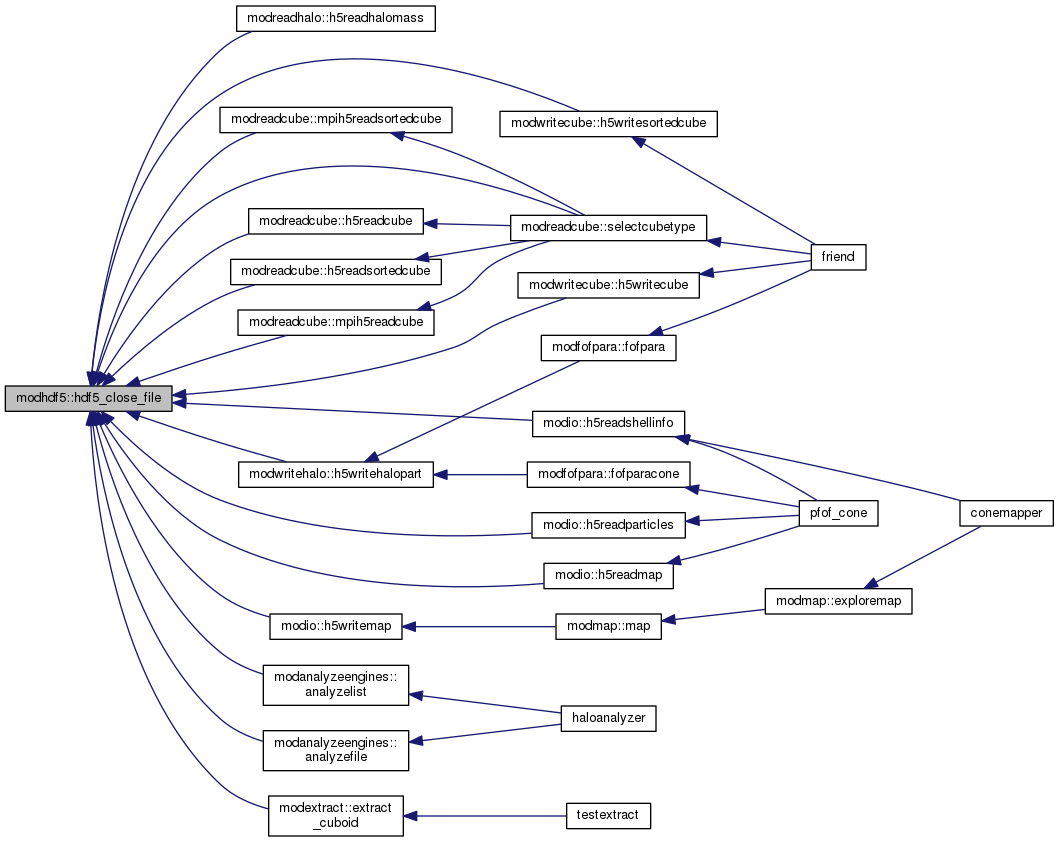 modreadhalo::h5readhalomass
modwritecube::h5writesortedcube
modreadcube::mpih5readsortedcube
modreadcube::h5readcube
modreadcube::selectcubetype
friend
modreadcube::h5readsortedcube
modwritecube::h5writecube
modreadcube::mpih5readcube
modfofpara::fofpara
modhdf5::hdf5_close_file
modio::h5readshellinfo
modwritehalo::h5writehalopart
modfofpara::fofparacone
pfof_cone
conemapper
modio::h5readparticles
modio::h5readmap
modmap::exploremap
modio::h5writemap
modmap::map
modanalyzeengines::
analyzelist
haloanalyzer
modanalyzeengines::
analyzefile
modextract::extract
_cuboid
testextract